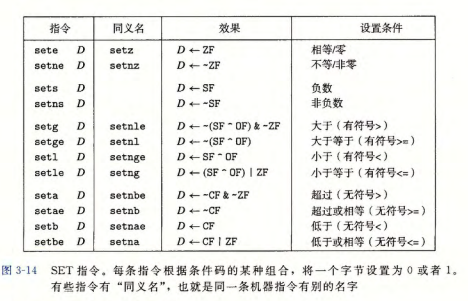 指令 同义名 效果 设置条件
sete D setz D ← ZF 相等/零
setne D setnz D ← ~ZF 不等/非零
sets D D ← SF 负数
setns D D ← ~SF 非负数
setg D setnle D ← ~(SF ^ OF) & ~ZF 大于（有符号>）
setge D setnl D ← ~(SF ^ OF) 大于等于（有符号>=）
setl D setnge D ← SF ^ OF 小于（有符号<）
setle D setng D ← (SF ^ OF) | ZF 小于等于（有符号<=）
seta D setnbe D ← ~CF & ~ZF 超过（无符号>）
setae D setnb D ← ~CF 超过或相等（无符号>=）
setb D setnae D ← CF 低于（无符号<）
setbe D setna D ← CF | ZF 低于或相等（无符号<=）
图 3-14 SET 指令。每条指令根据条件码的某种组合，将一个字节设置为 0 或者 1。
有些指令有“同义名”，也就是同一条机器指令有别的名字